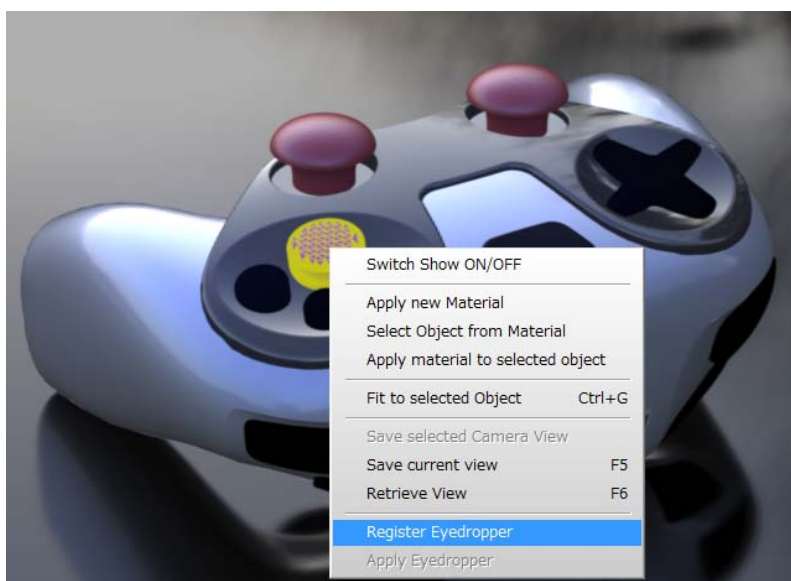 Switch Show ON/OFF
Apply new Material
Select Object from Material
Apply material to selected object
Fit to selected Object Ctrl+G
Save selected Camera View
Save current view F5
Retrieve View F6
Register Eyedropper
Apply Eyedropper